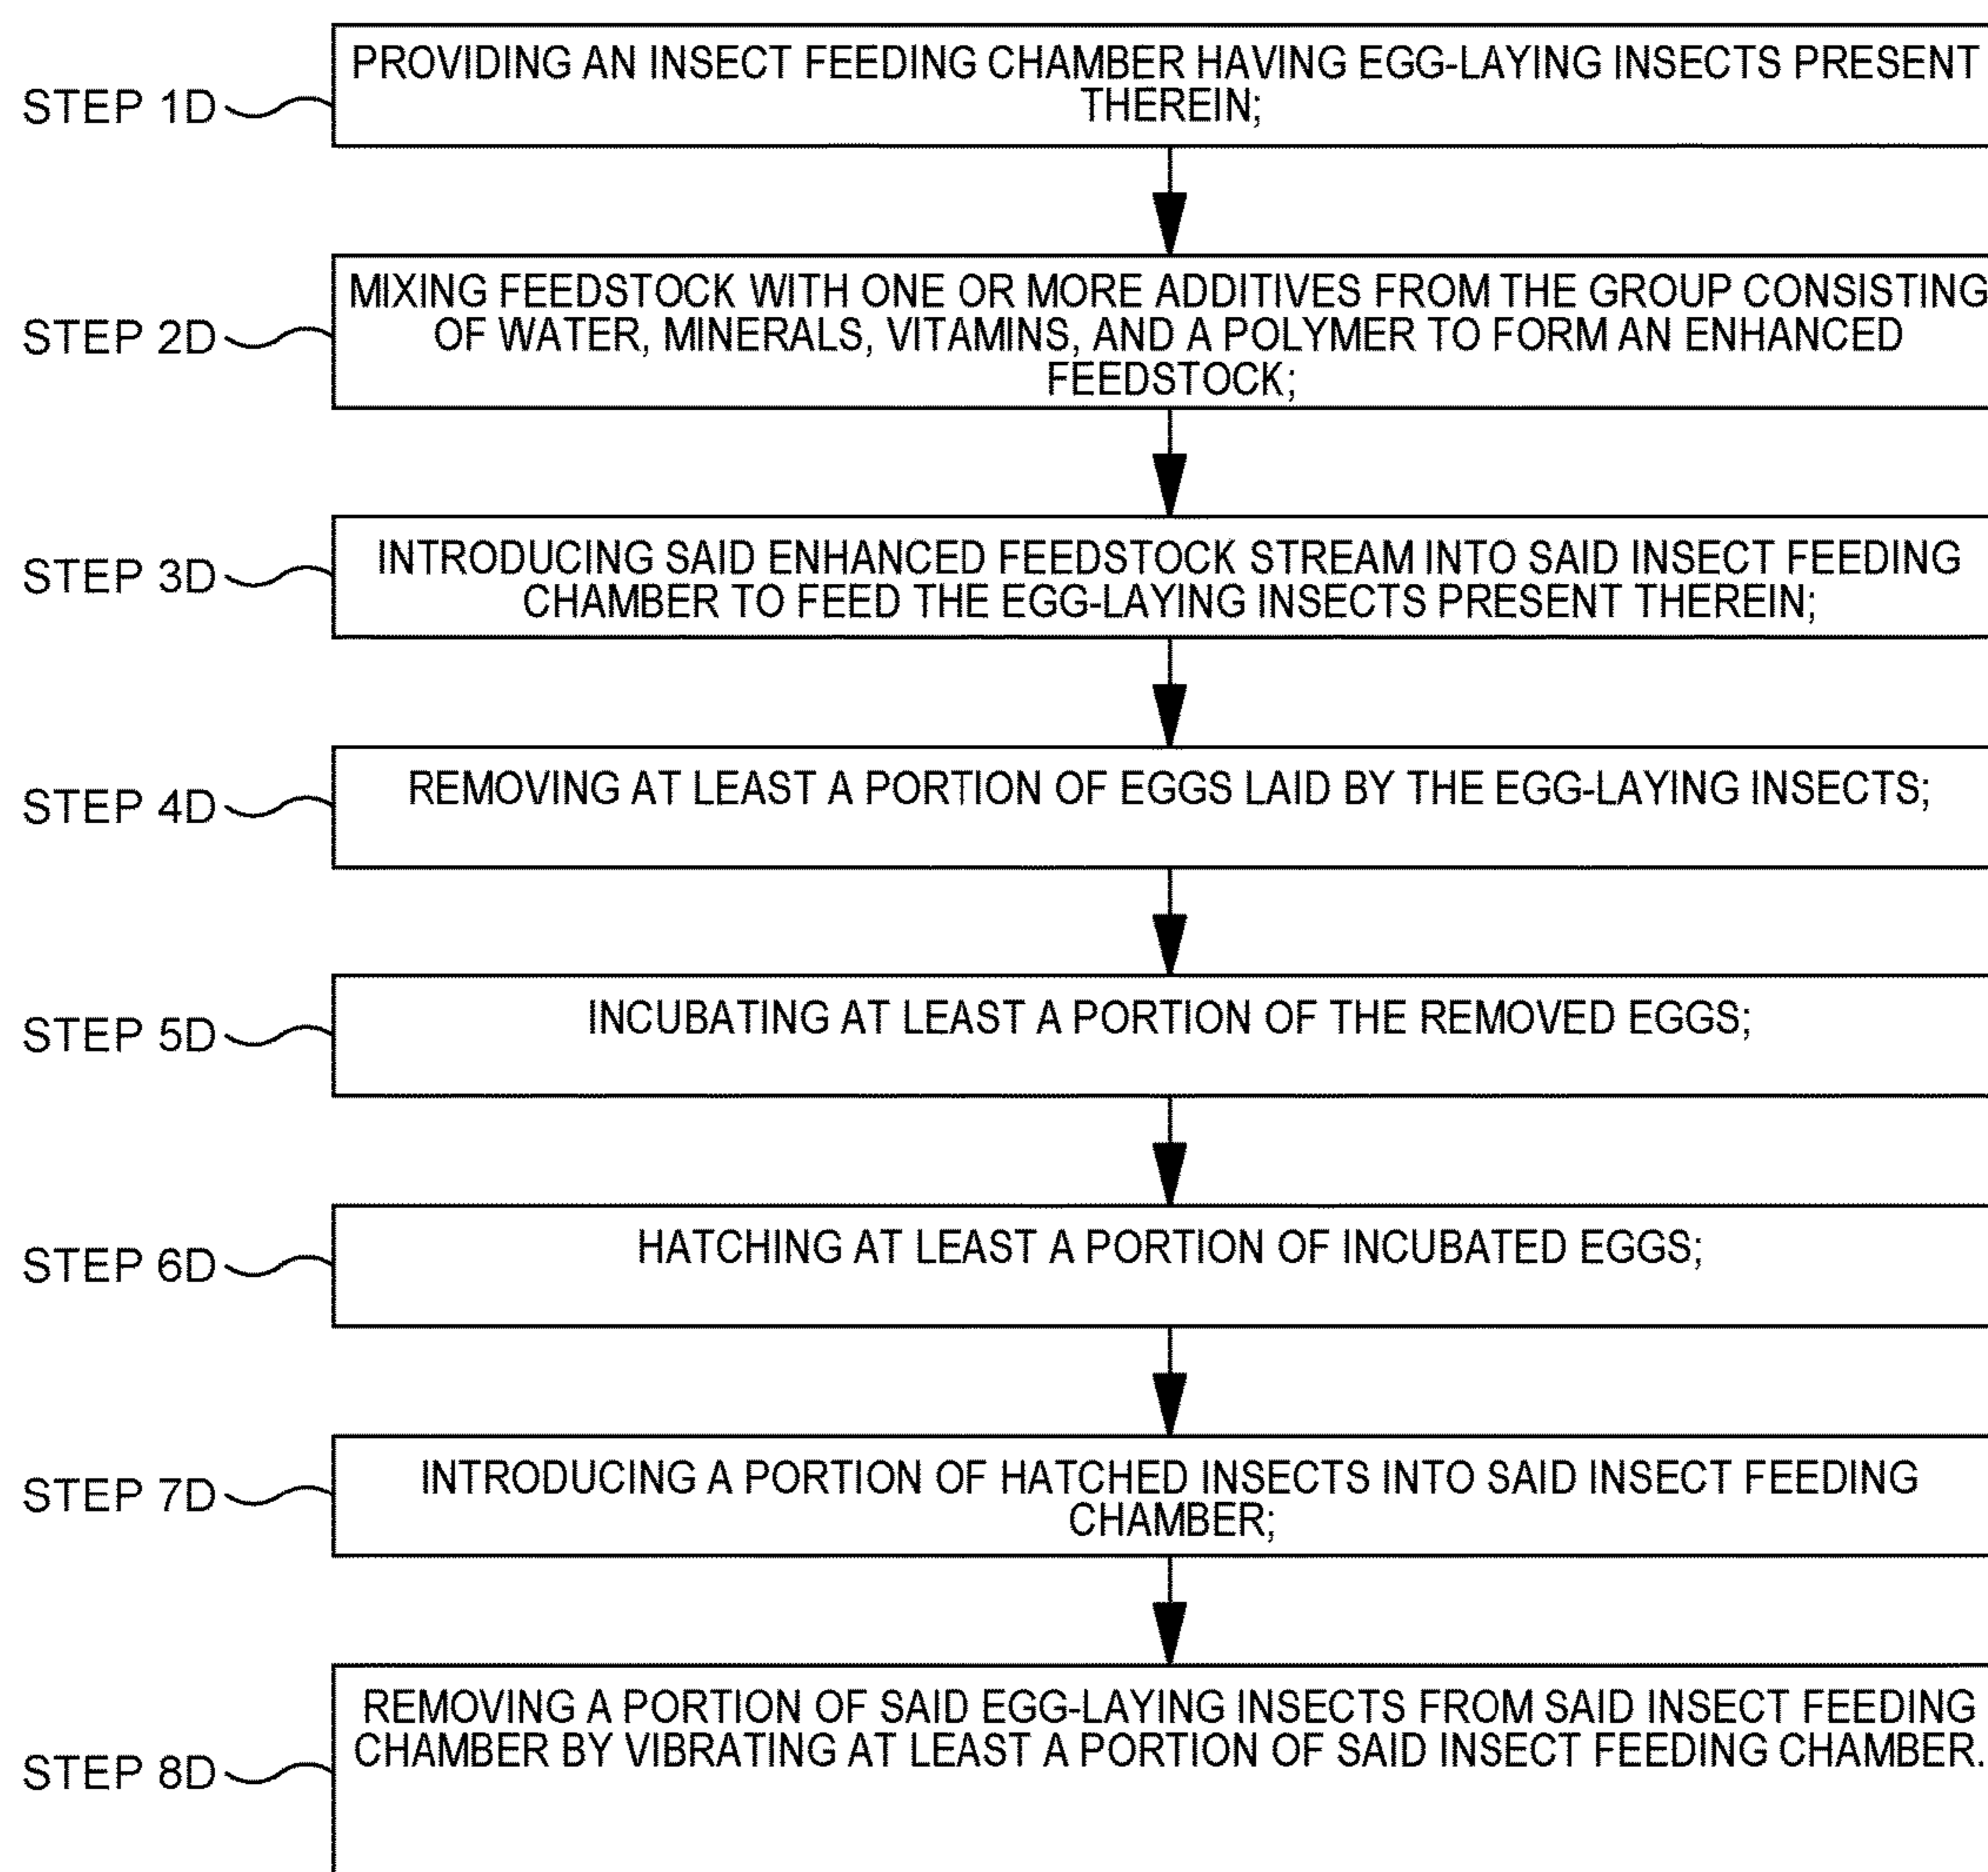 STEP 1D
PROVIDING AN INSECT FEEDING CHAMBER HAVING EGG-LAYING INSECTS PRESENT
THEREIN;
STEP 2D
MIXING FEEDSTOCK WITH ONE OR MORE ADDITIVES FROM THE GROUP CONSISTING
OF WATER, MINERALS, VITAMINS, AND A POLYMER TO FORM AN ENHANCED
FEEDSTOCK;
STEP 3D
INTRODUCING SAID ENHANCED FEEDSTOCK STREAM INTO SAID INSECT FEEDING
CHAMBER TO FEED THE EGG-LAYING INSECTS PRESENT THEREIN;
STEP 4D
REMOVING AT LEAST A PORTION OF EGGS LAID BY THE EGG-LAYING INSECTS;
STEP 5D
INCUBATING AT LEAST A PORTION OF THE REMOVED EGGS;
STEP 6D
HATCHING AT LEAST A PORTION OF INCUBATED EGGS;
STEP 7D
INTRODUCING A PORTION OF HATCHED INSECTS INTO SAID INSECT FEEDING
CHAMBER;
STEP 8D
REMOVING A PORTION OF SAID EGG-LAYING INSECTS FROM SAID INSECT FEEDING
CHAMBER BY VIBRATING AT LEAST A PORTION OF SAID INSECT FEEDING CHAMBER.